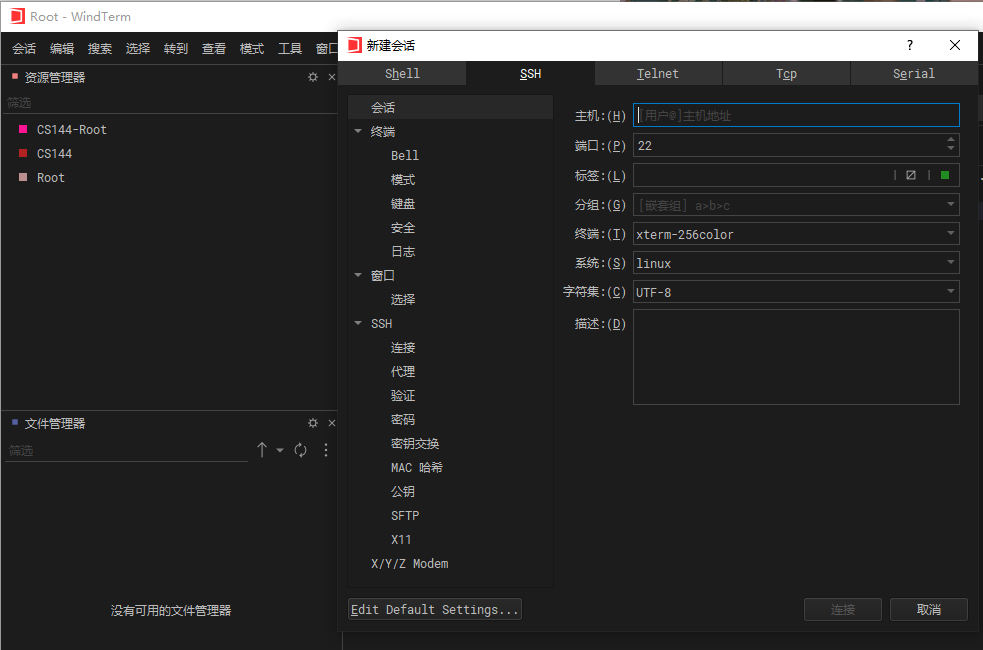 Root - WindTerm
会话 编辑 搜索 选择 转到 查看 模式 工具 窗口
资源管理器
筛选
CS144-Root
CS144
Root
文件管理器
筛选
没有可用的文件管理器
新建会话
Shell SSH Telnet Tcp Serial
会话
终端
Bell
模式
键盘
安全
日志
窗口
选择
SSH
连接
代理
验证
密码
密钥交换
MAC 哈希
公钥
SFTP
X11
X/Y/Z Modem
主机:(H) [用户@]主机地址
端口:(P) 22
标签:(L)
分组:(G) [嵌套组] a>b>c
终端:(T) xterm-256color
系统:(S) linux
字符集:(C) UTF-8
描述:(D)
Edit Default Settings... 连接 取消